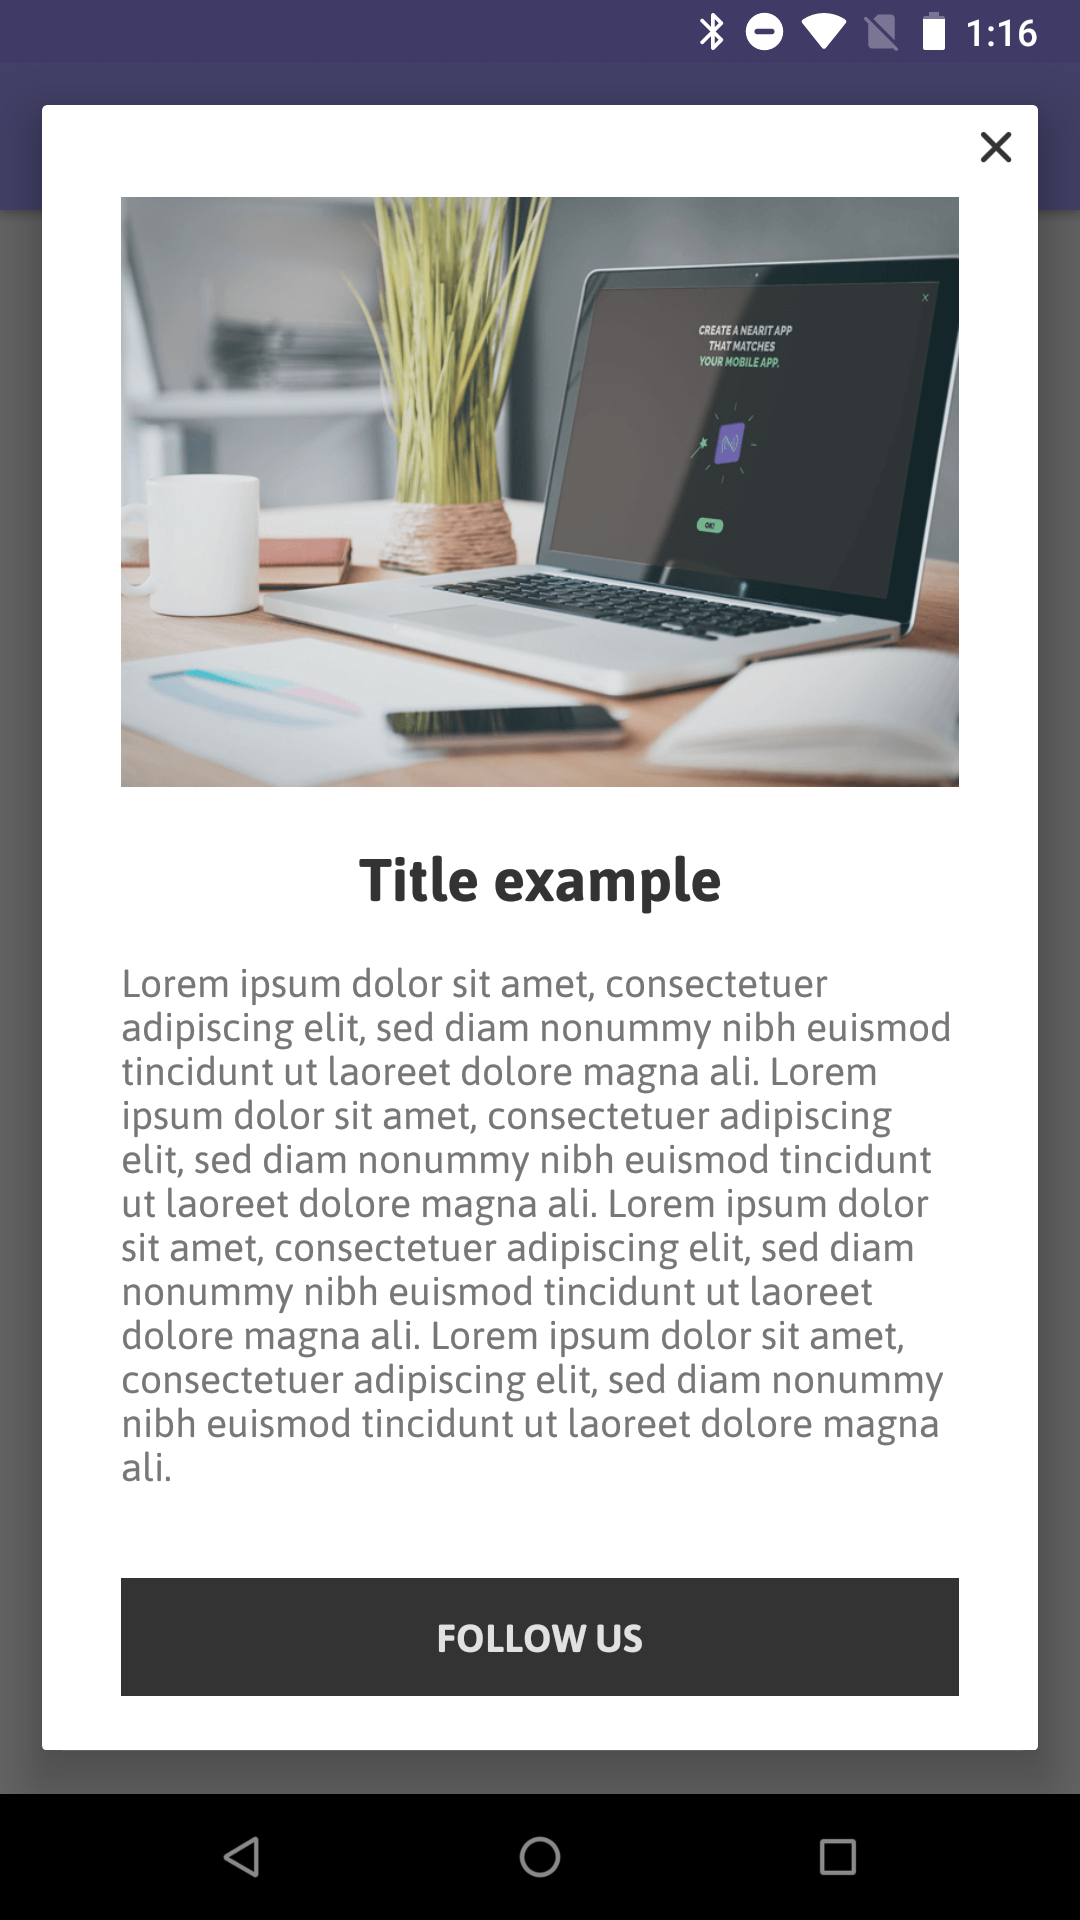 1:16
CREATE A NEARIT APP
THAT MATCHES
YOUR MOBILE APP.
OK!
Title example
Lorem ipsum dolor sit amet, consectetuer
adipiscing elit, sed diam nonummy nibh euismod
tincidunt ut laoreet dolore magna ali. Lorem
ipsum dolor sit amet, consectetuer adipiscing
elit, sed diam nonummy nibh euismod tincidunt
ut laoreet dolore magna ali. Lorem ipsum dolor
sit amet, consectetuer adipiscing elit, sed diam
nonummy nibh euismod tincidunt ut laoreet
dolore magna ali. Lorem ipsum dolor sit amet,
consectetuer adipiscing elit, sed diam nonummy
nibh euismod tincidunt ut laoreet dolore magna
ali.
FOLLOW US